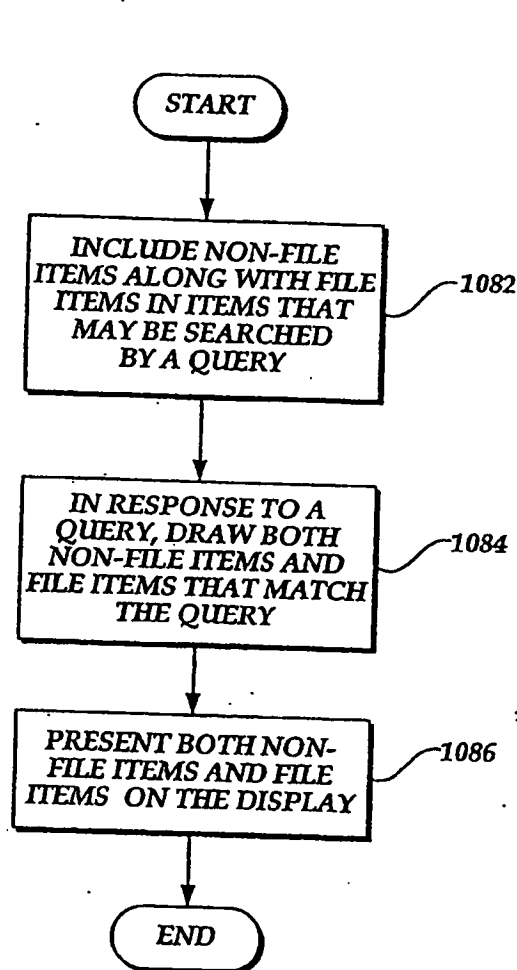 START
INCLUDE NON-FILE
ITEMS ALONG WITH FILE
ITEMS IN ITEMS THAT
MAY BE SEARCHED
BY A QUERY
1082
IN RESPONSE TO A
QUERY, DRAW BOTH
NON-FILE ITEMS AND
FILE ITEMS THAT MATCH
THE QUERY
1084
PRESENT BOTH NON-
FILE ITEMS AND FILE
ITEMS ON THE DISPLAY
1086
END